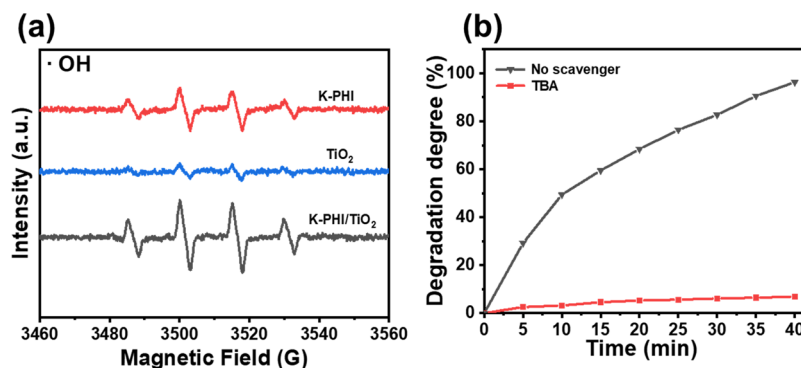 (a)
· OH
K-PHI
TiO₂
K-PHI/TiO₂
Intensity (a.u.)
3460 3480 3500 3520 3540 3560
Magnetic Field (G)
(b)
No scavenger
TBA
Degradation degree (%)
100
80
60
40
20
0
0 5 10 15 20 25 30 35 40
Time (min)